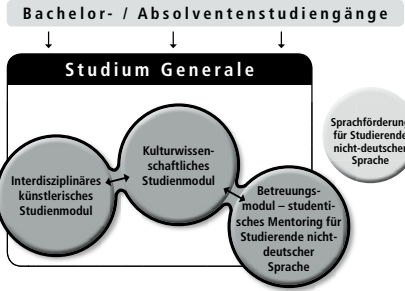 Bachelor- / Absolventenstudiengänge
Studium Generale
Interdisziplinäres
künstlerisches
Studienmodul
Kulturwissen-
schaftliches
Studienmodul
Betreuungs-
modul – studenti-
sches Mentoring für
Studierende nicht-
deutscher
Sprache
Sprachförderung
für Studierende
nicht-deutscher
Sprache